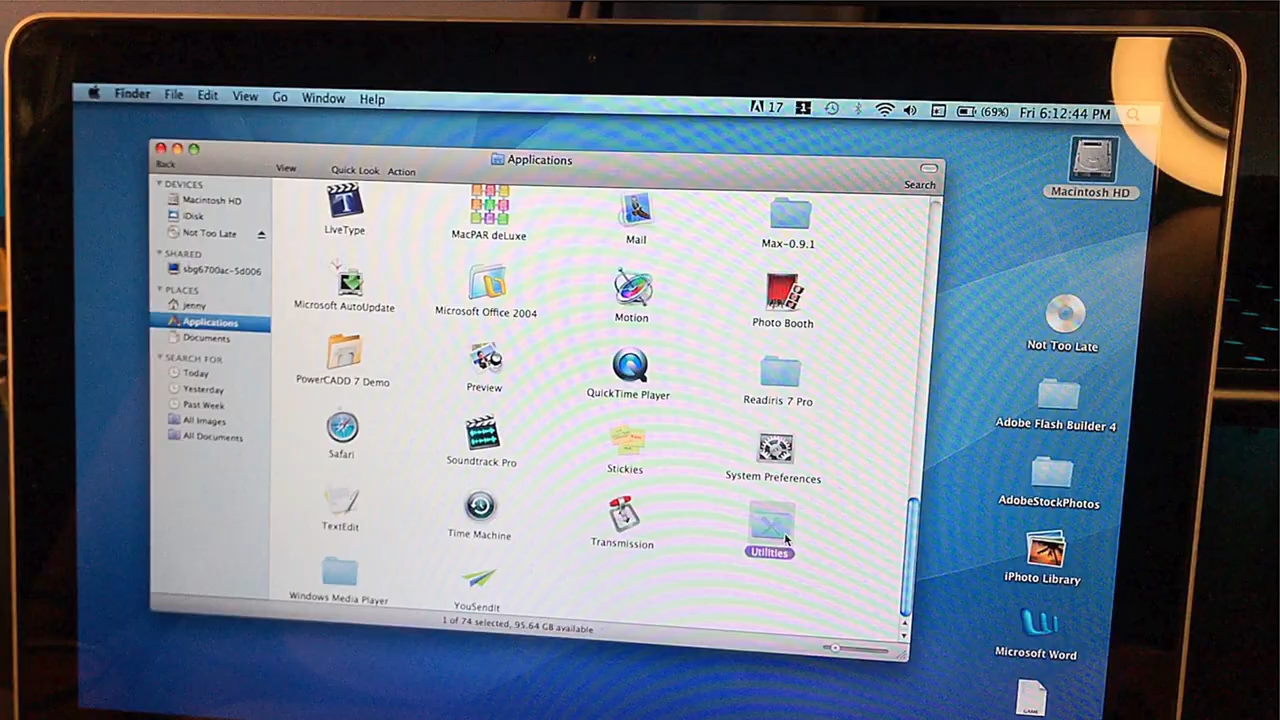 Finder File Edit View Go Window Help
17 1 (69%) Fri 6:12:44 PM
Applications
Back View Quick Look Action Search
DEVICES
Macintosh HD
iDisk
Not Too Late
SHARED
sbg6700ac-5d006
PLACES
jenny
Applications
Documents
SEARCH FOR
Today
Yesterday
Past Week
All Images
All Documents
LiveType MacPAR deLuxe Mail Max-0.9.1
Microsoft AutoUpdate Microsoft Office 2004 Motion Photo Booth
PowerCADD 7 Demo Preview QuickTime Player Readiris 7 Pro
Safari Soundtrack Pro Stickies System Preferences
TextEdit Time Machine Transmission Utilities
Windows Media Player YouSendIt
1 of 74 selected, 95.64 GB available
Macintosh HD
Not Too Late
Adobe Flash Builder 4
AdobeStockPhotos
iPhoto Library
Microsoft Word
GAME